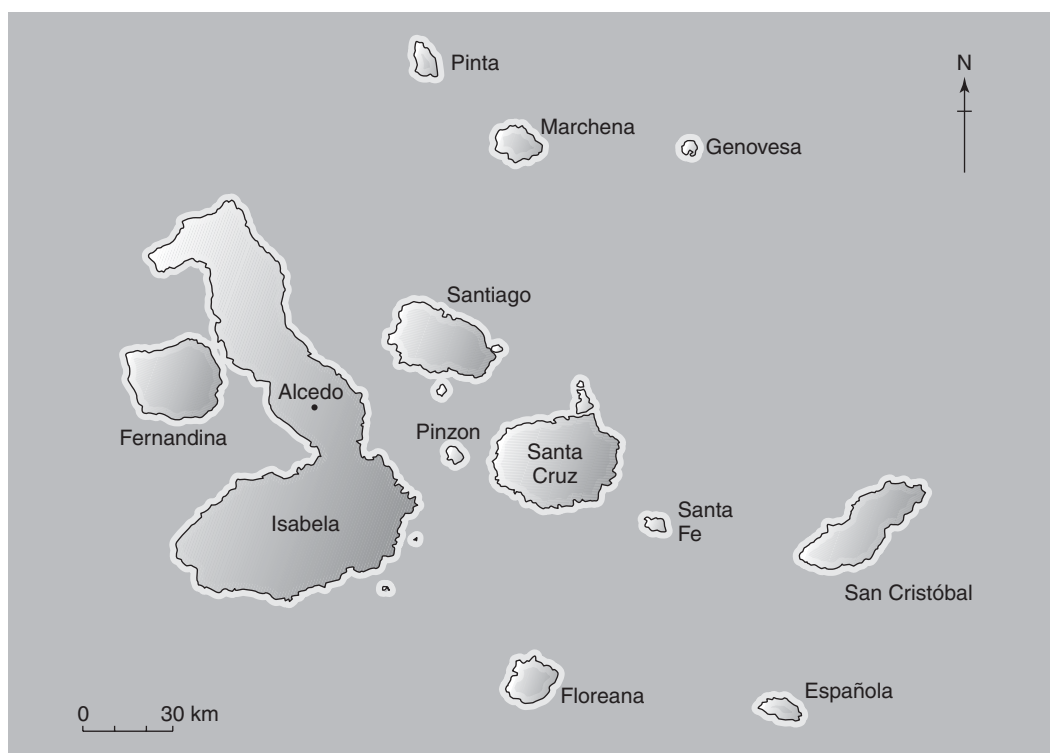 Pinta
N
Marchena
Genovesa
Santiago
Alcedo
Fernandina
Pinzon
Santa
Cruz
Santa
Fe
Isabela
San Cristóbal
Floreana
Española
0 30 km